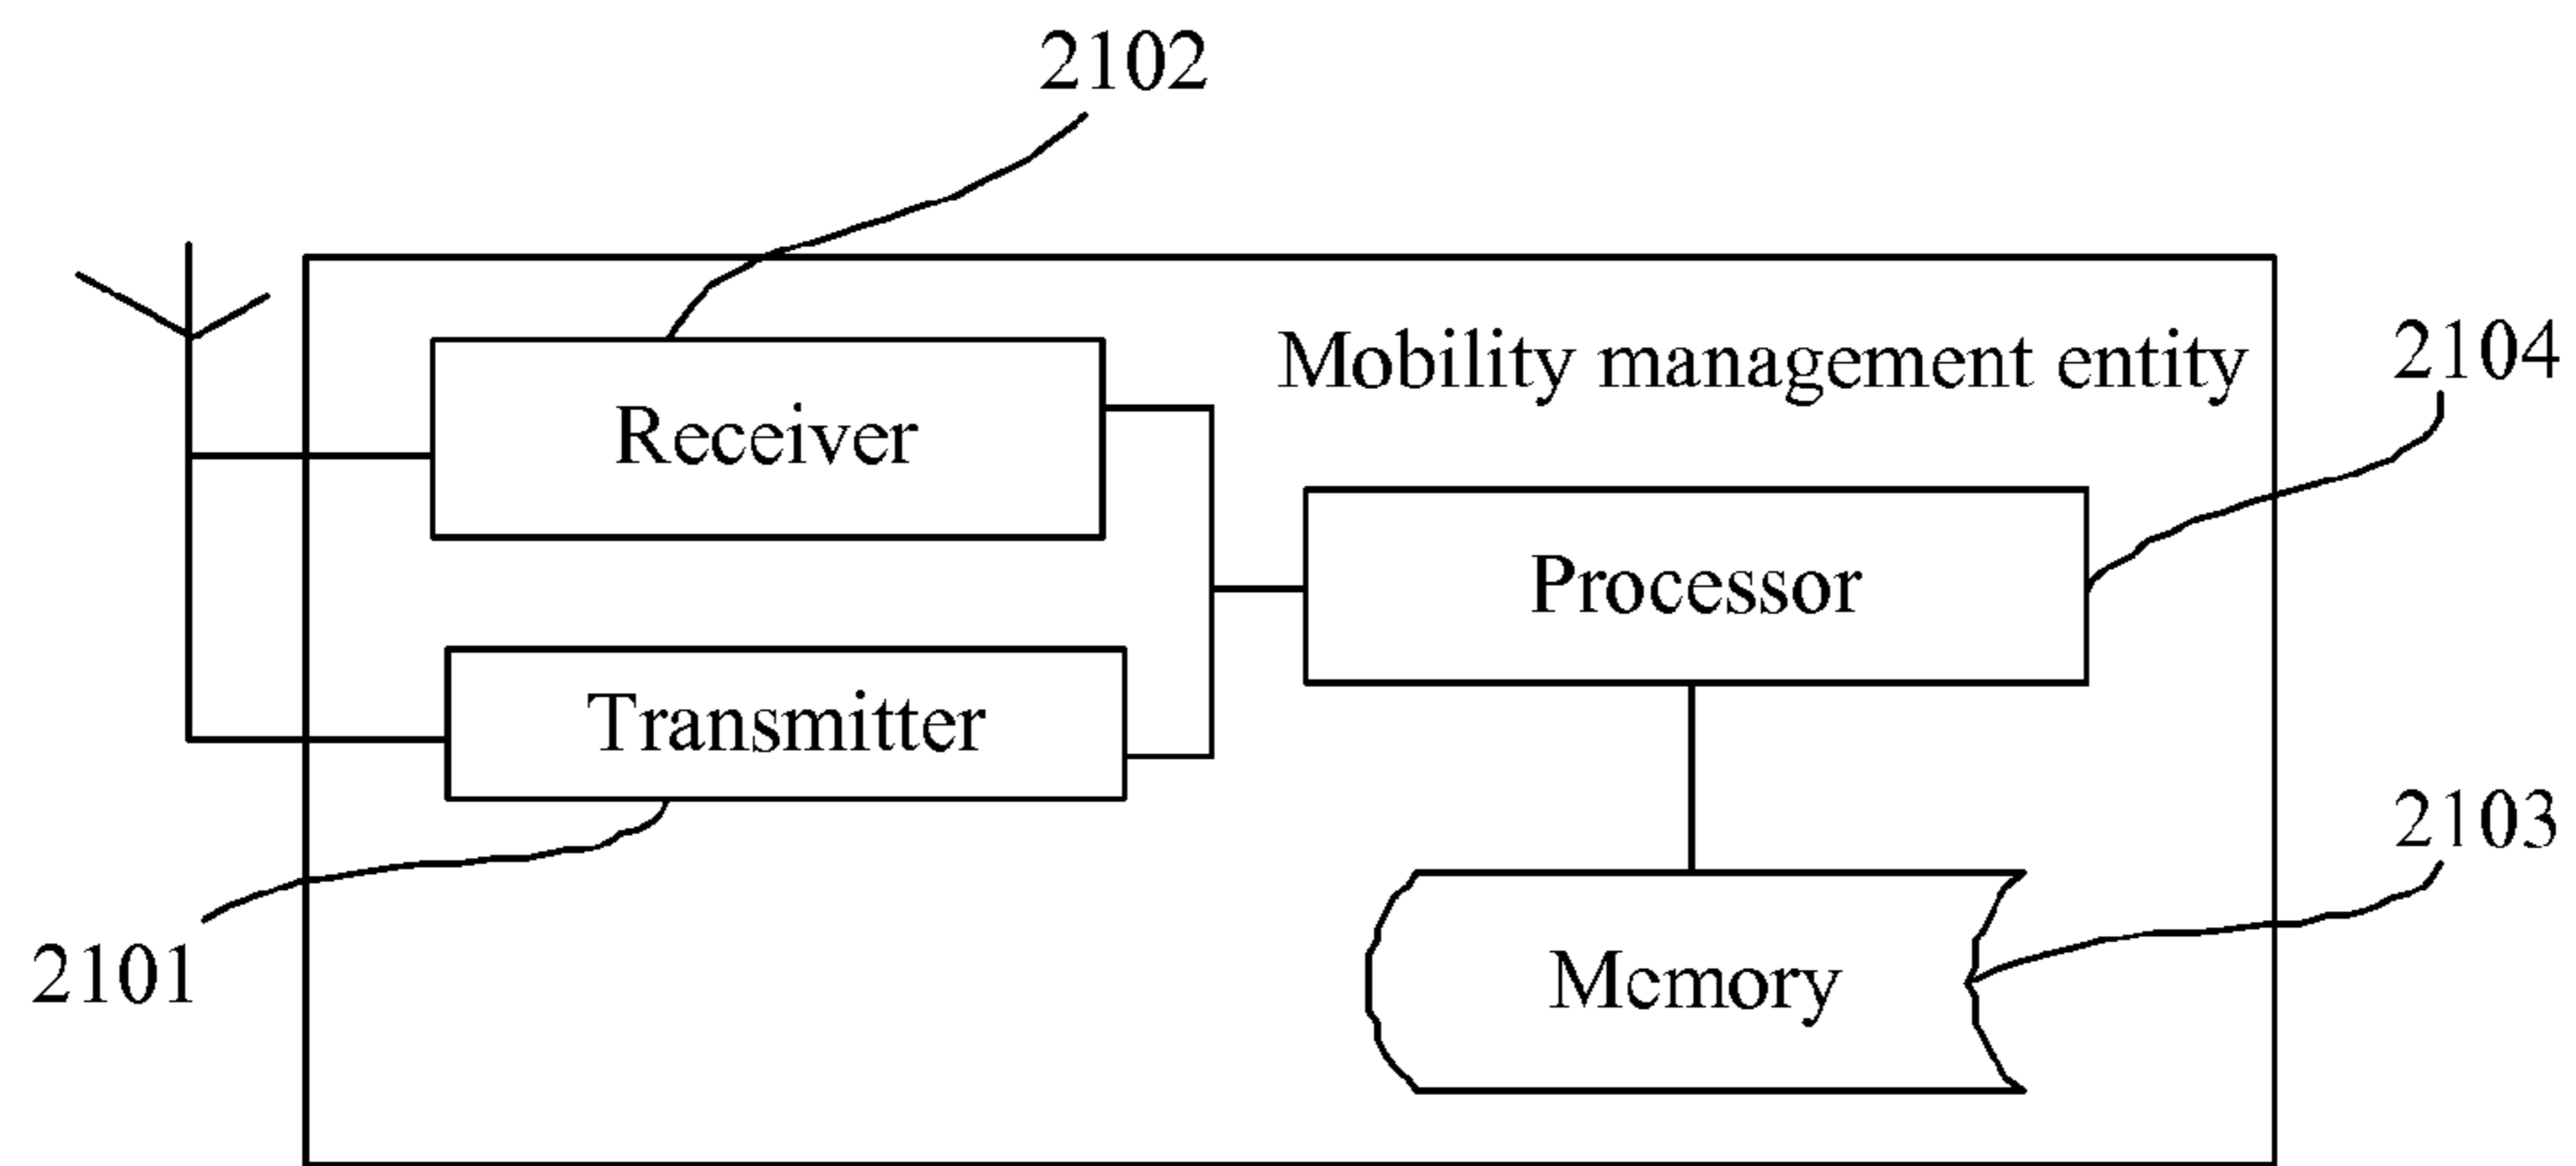 2102
Mobility management entity
2104
Receiver
Processor
Transmitter
2103
2101
Memory